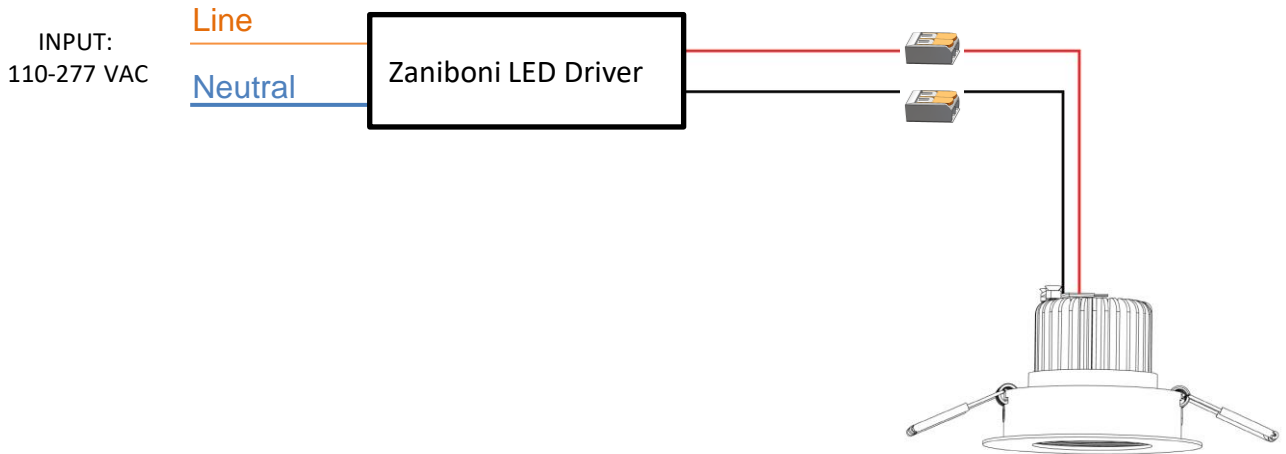 INPUT:
110-277 VAC
Line
Neutral
Zaniboni LED Driver